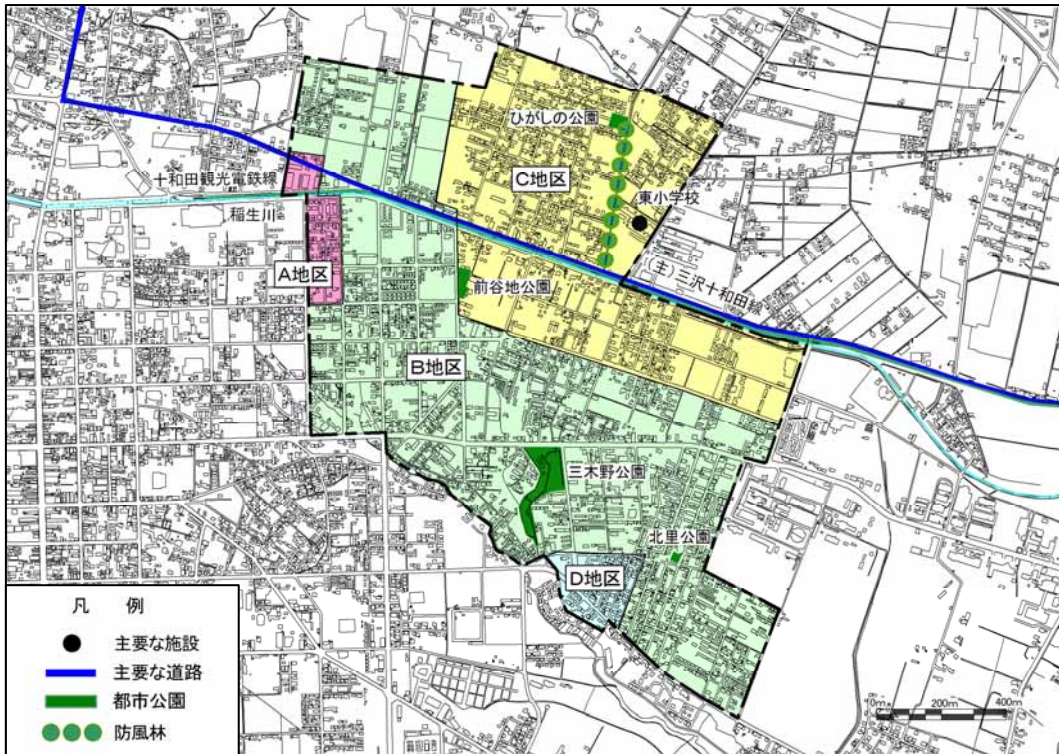 N
ひがしの公園
C地区
東小学校
十和田観光電鉄線
稲生川
A地区
前谷地公園
(主)三沢十和田線
B地区
三木野公園
北里公園
D地区
凡 例
主要な施設
主要な道路
都市公園
防風林
0m 200m 400m